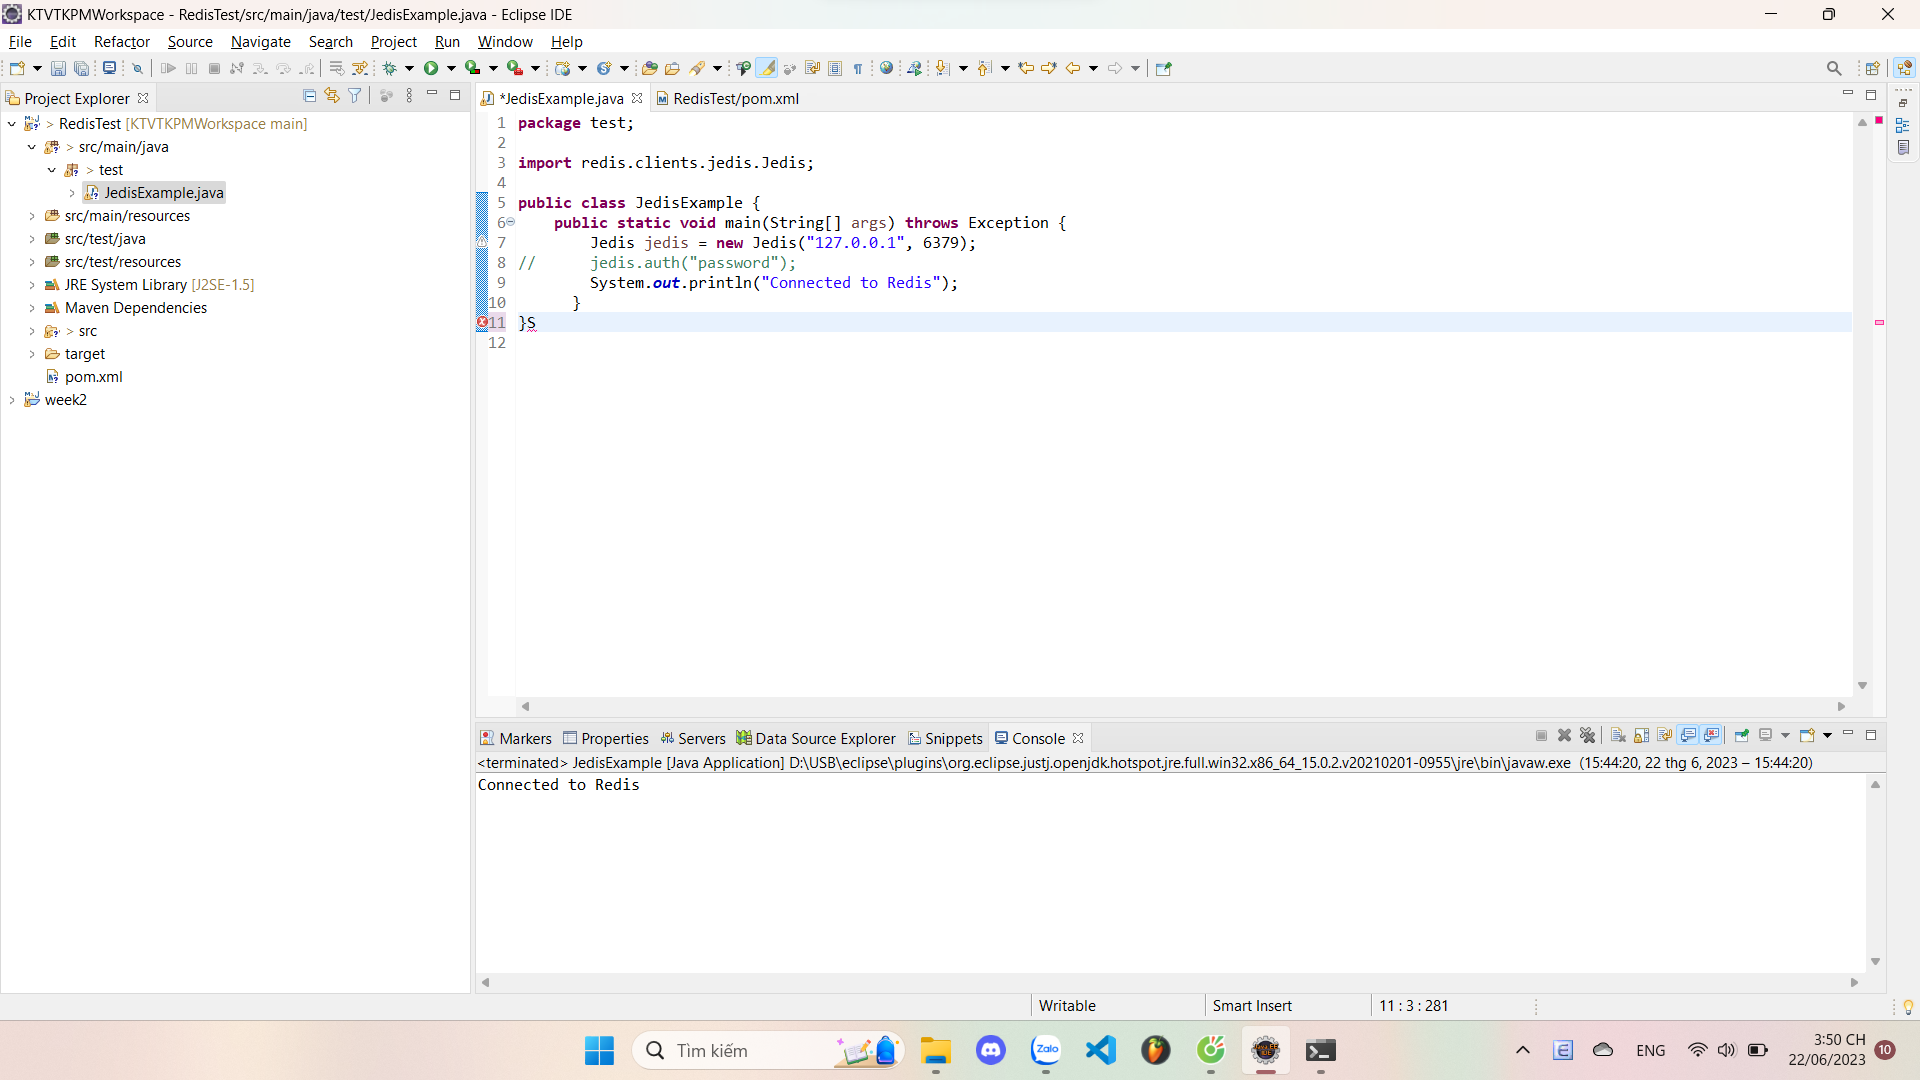 KTVTKPMWorkspace - RedisTest/src/main/java/test/JedisExample.java - Eclipse IDE
File Edit Refactor Source Navigate Search Project Run Window Help
Project Explorer
> RedisTest [KTVTKPMWorkspace main]
> src/main/java
> test
JedisExample.java
src/main/resources
src/test/java
src/test/resources
JRE System Library [J2SE-1.5]
Maven Dependencies
> src
target
pom.xml
week2
*JedisExample.java RedisTest/pom.xml
1 package test;
2
3 import redis.clients.jedis.Jedis;
4
5 public class JedisExample {
6 public static void main(String[] args) throws Exception {
7 Jedis jedis = new Jedis("127.0.0.1", 6379);
8 // jedis.auth("password");
9 System.out.println("Connected to Redis");
10 }
11 }S
12
Markers Properties Servers Data Source Explorer Snippets Console
<terminated> JedisExample [Java Application] D:\USB\eclipse\plugins\org.eclipse.justj.openjdk.hotspot.jre.full.win32.x86_64_15.0.2.v20210201-0955\jre\bin\javaw.exe (15:44:20, 22 thg 6, 2023 – 15:44:20)
Connected to Redis
Writable Smart Insert 11 : 3 : 281
Tìm kiếm
Zalo
ENG
3:50 CH
22/06/2023
10